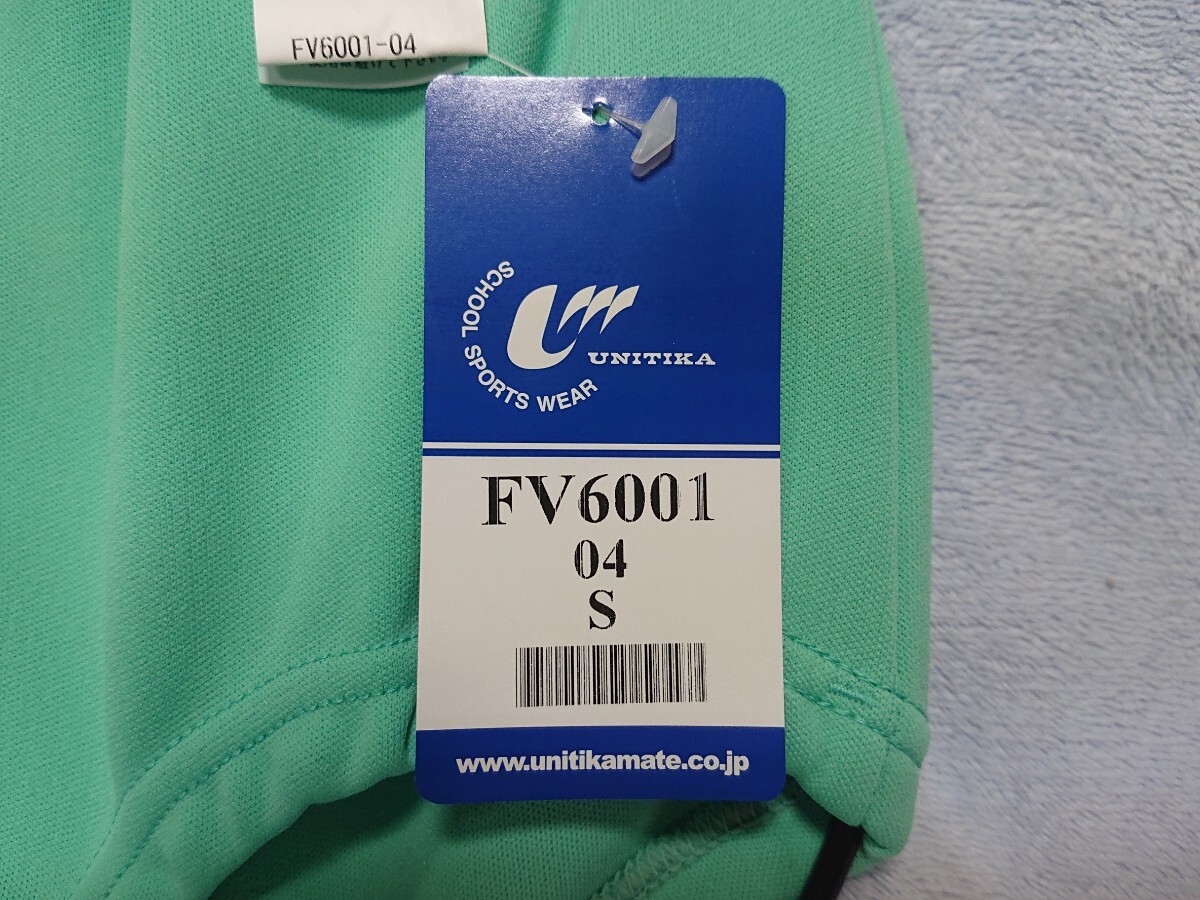 FV6001-04
SCHOOL SPORTS WEAR
UNITIKA
FV6001
04
S
www.unitikamate.co.jp